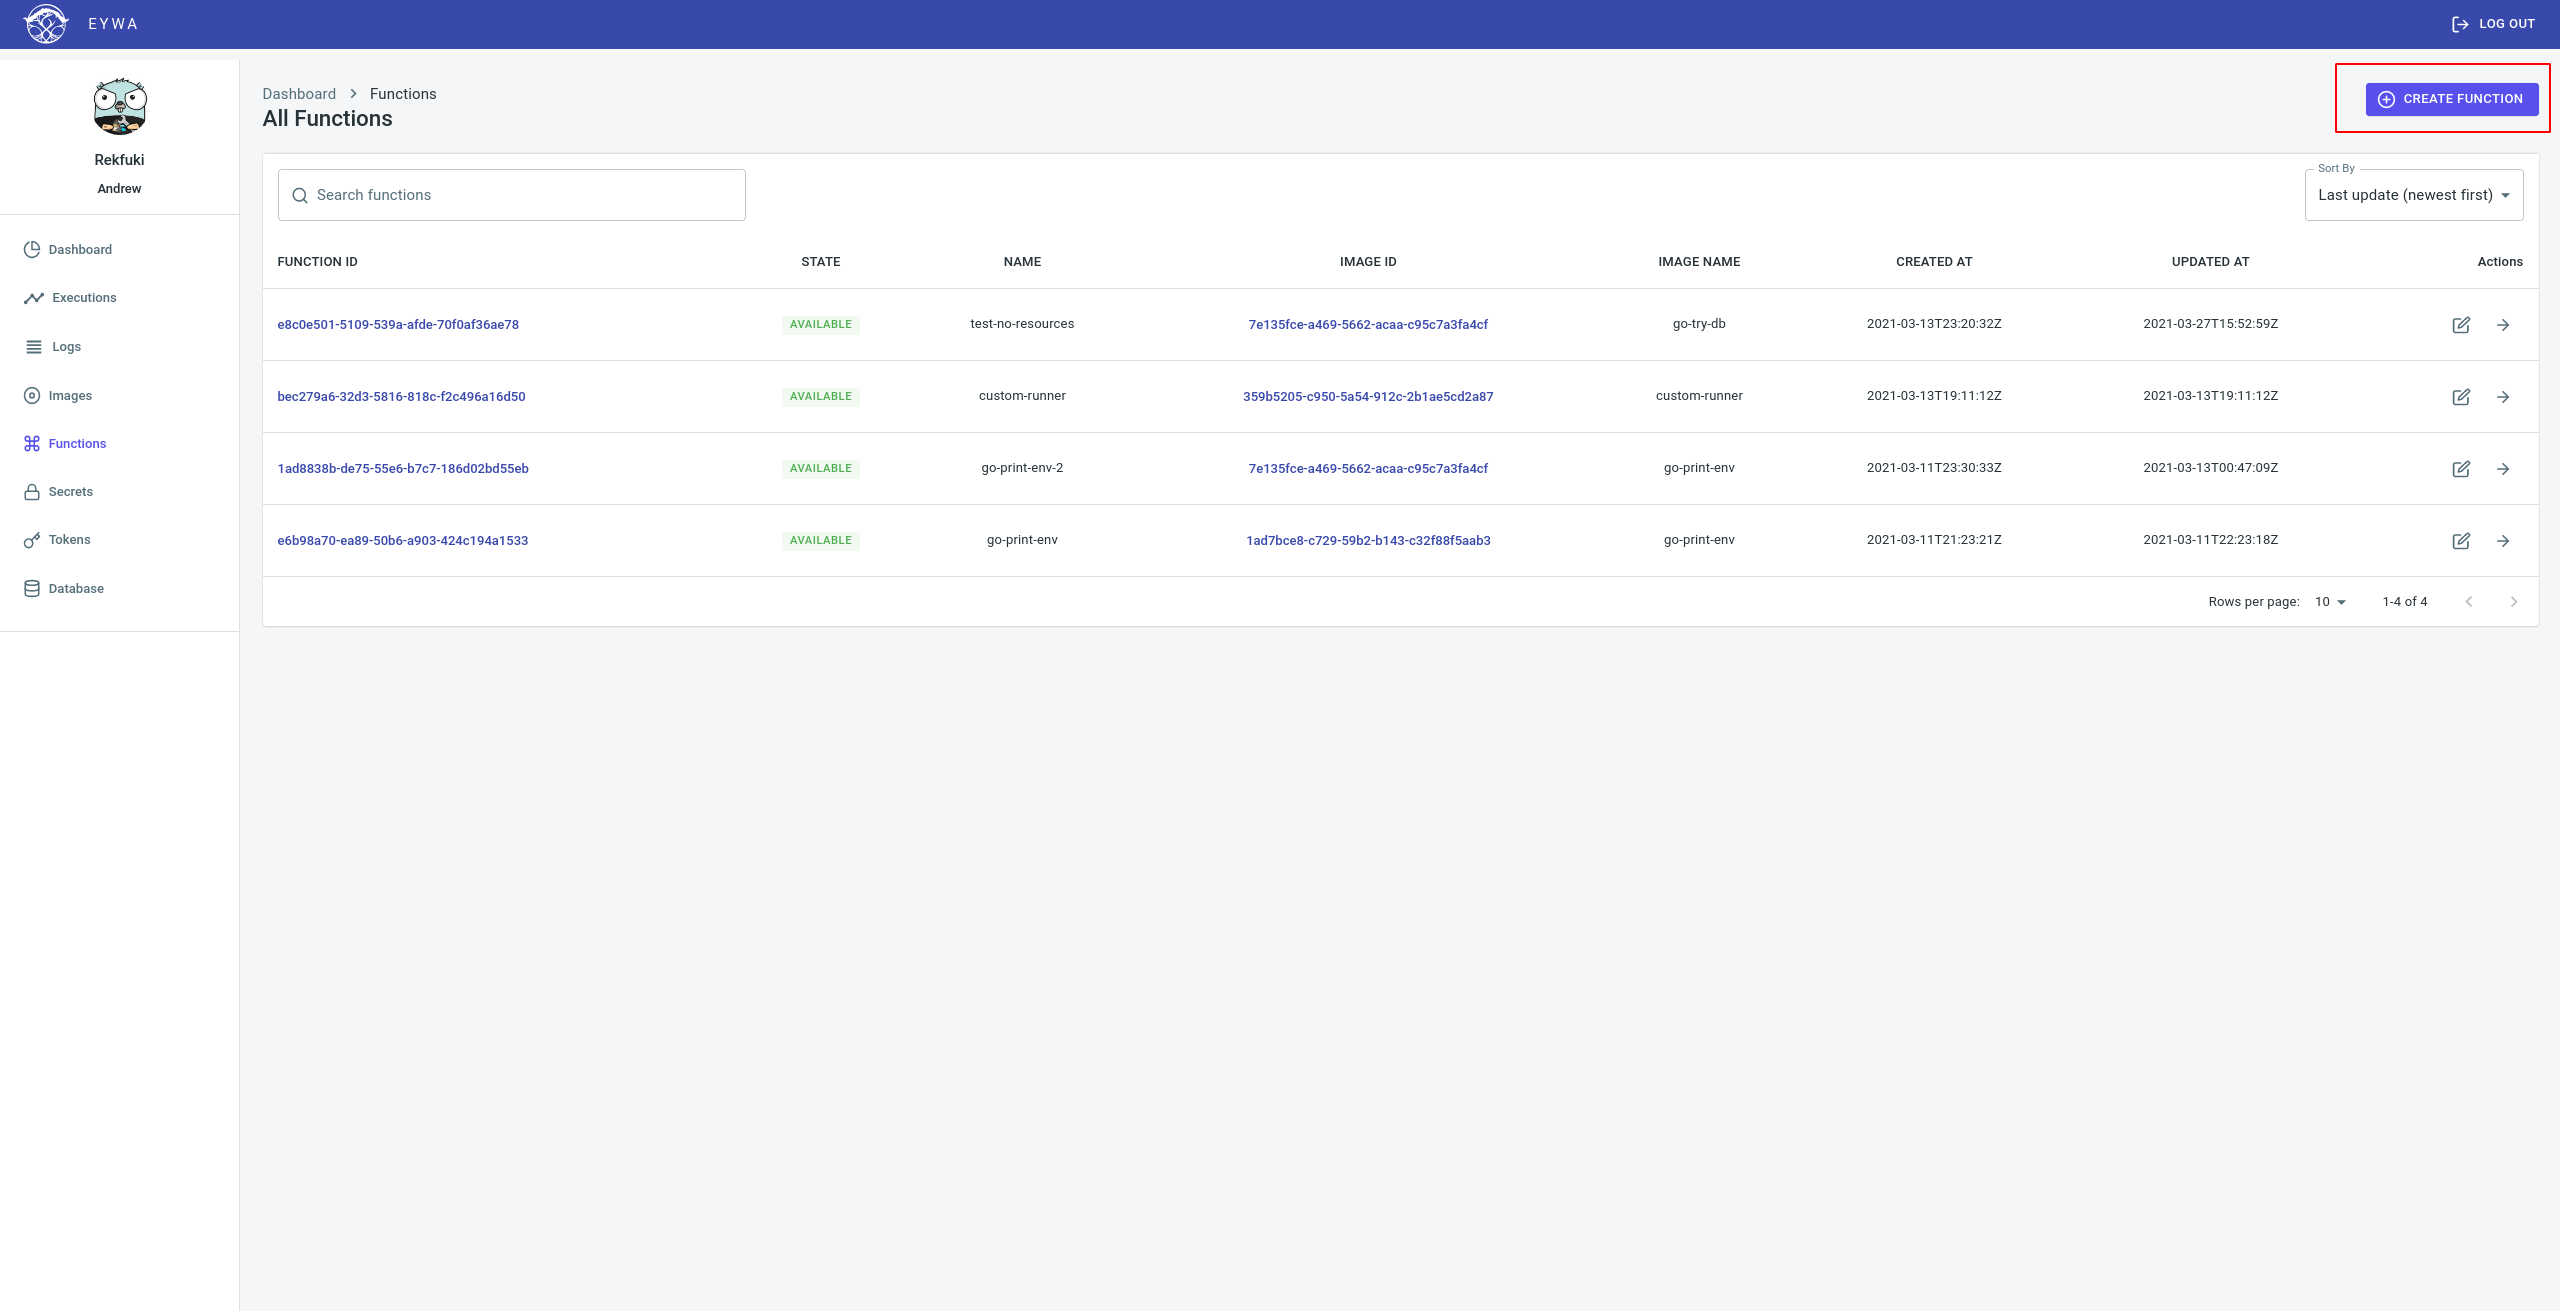 EYWA
LOG OUT
Rekfuki
Andrew
Dashboard
Executions
Logs
Images
Functions
Secrets
Tokens
Database
Dashboard > Functions
All Functions
CREATE FUNCTION
Search functions
Sort By
Last update (newest first)
FUNCTION ID STATE NAME IMAGE ID IMAGE NAME CREATED AT UPDATED AT Actions
e8c0e501-5109-539a-afde-70f0af36ae78 AVAILABLE test-no-resources 7e135fce-a469-5662-acaa-c95c7a3fa4cf go-try-db 2021-03-13T23:20:32Z 2021-03-27T15:52:59Z
bec279a6-32d3-5816-818c-f2c496a16d50 AVAILABLE custom-runner 359b5205-c950-5a54-912c-2b1ae5cd2a87 custom-runner 2021-03-13T19:11:12Z 2021-03-13T19:11:12Z
1ad8838b-de75-55e6-b7c7-186d02bd55eb AVAILABLE go-print-env-2 7e135fce-a469-5662-acaa-c95c7a3fa4cf go-print-env 2021-03-11T23:30:33Z 2021-03-13T00:47:09Z
e6b98a70-ea89-50b6-a903-424c194a1533 AVAILABLE go-print-env 1ad7bce8-c729-59b2-b143-c32f88f5aab3 go-print-env 2021-03-11T21:23:21Z 2021-03-11T22:23:18Z
Rows per page: 10 1-4 of 4